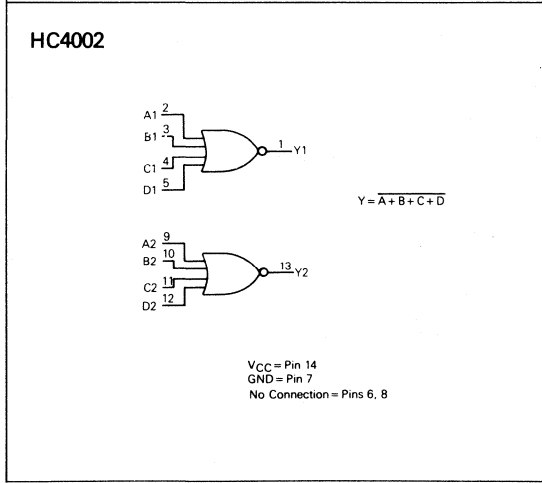 HC4002
A1 2
B1 3
C1 4
D1 5
1 Y1
Y = A + B + C + D
A2 9
B2 10
C2 11
D2 12
13 Y2
VCC = Pin 14
GND = Pin 7
No Connection = Pins 6, 8